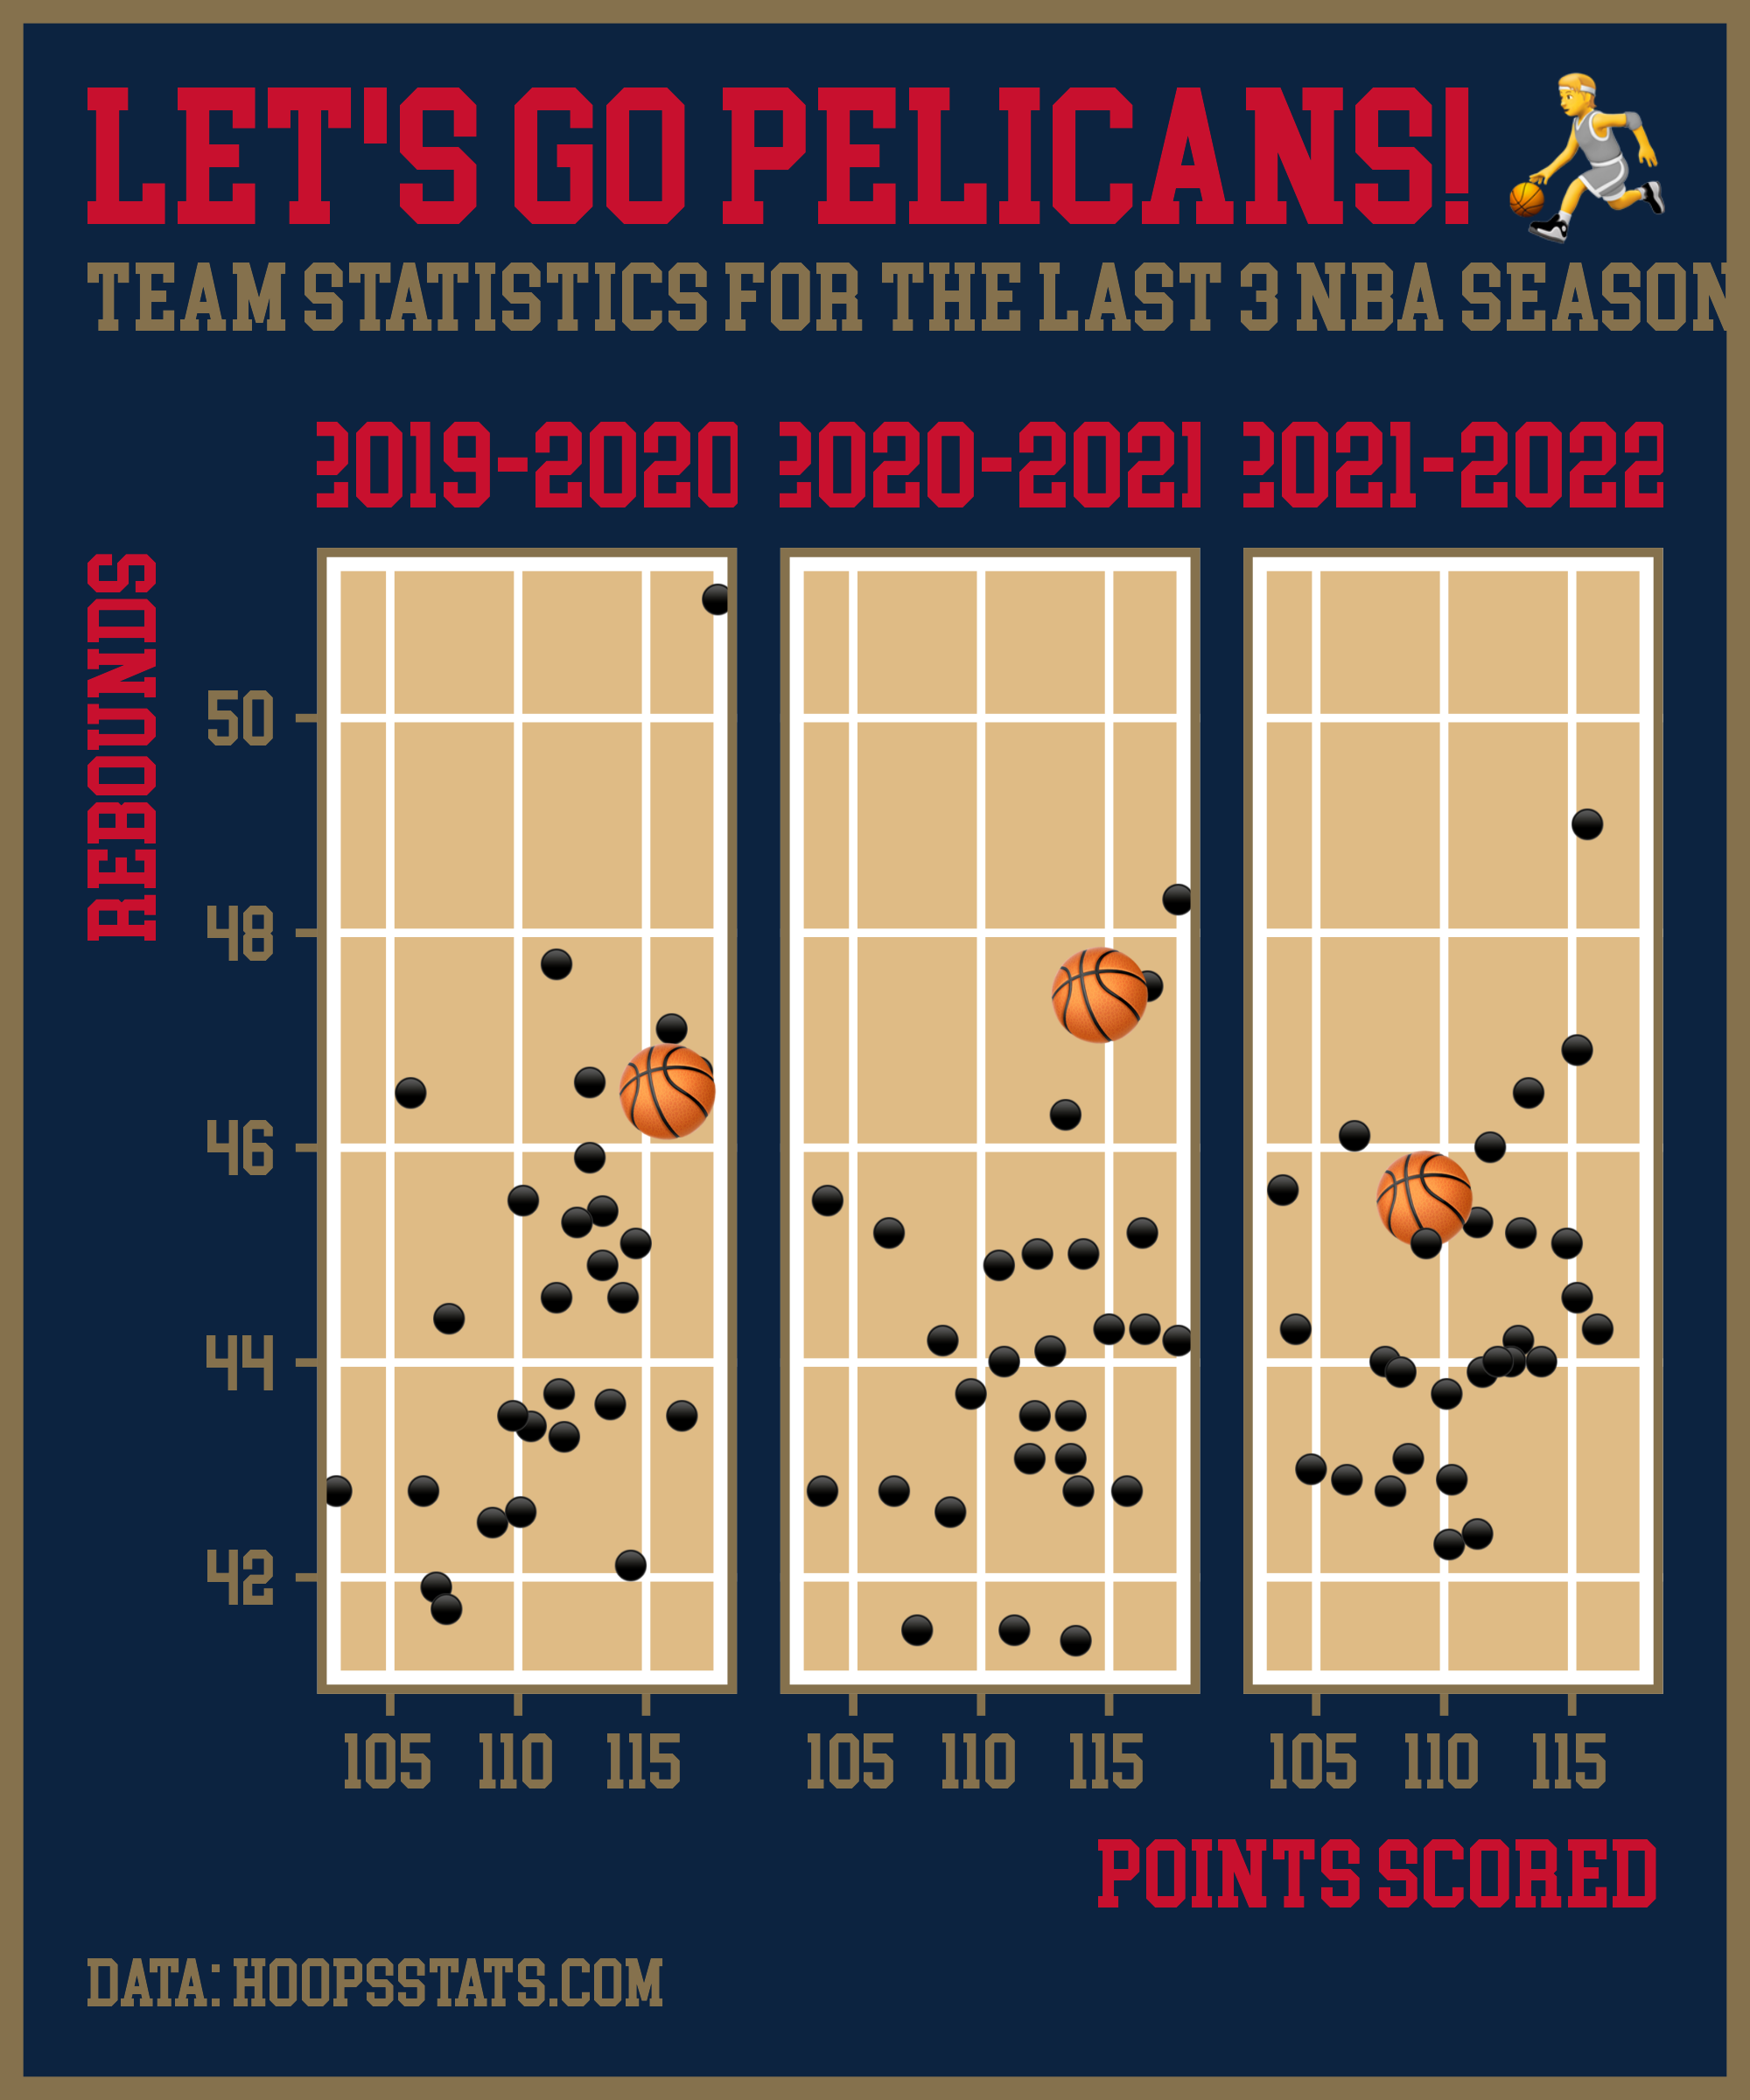 LET'S GO PELICANS!
TEAM STATISTICS FOR THE LAST 3 NBA SEASON
2019-2020 2020-2021 2021-2022
REBOUNDS
50
48
46
44
42
105 110 115 105 110 115 105 110 115
POINTS SCORED
DATA: HOOPSSTATS.COM